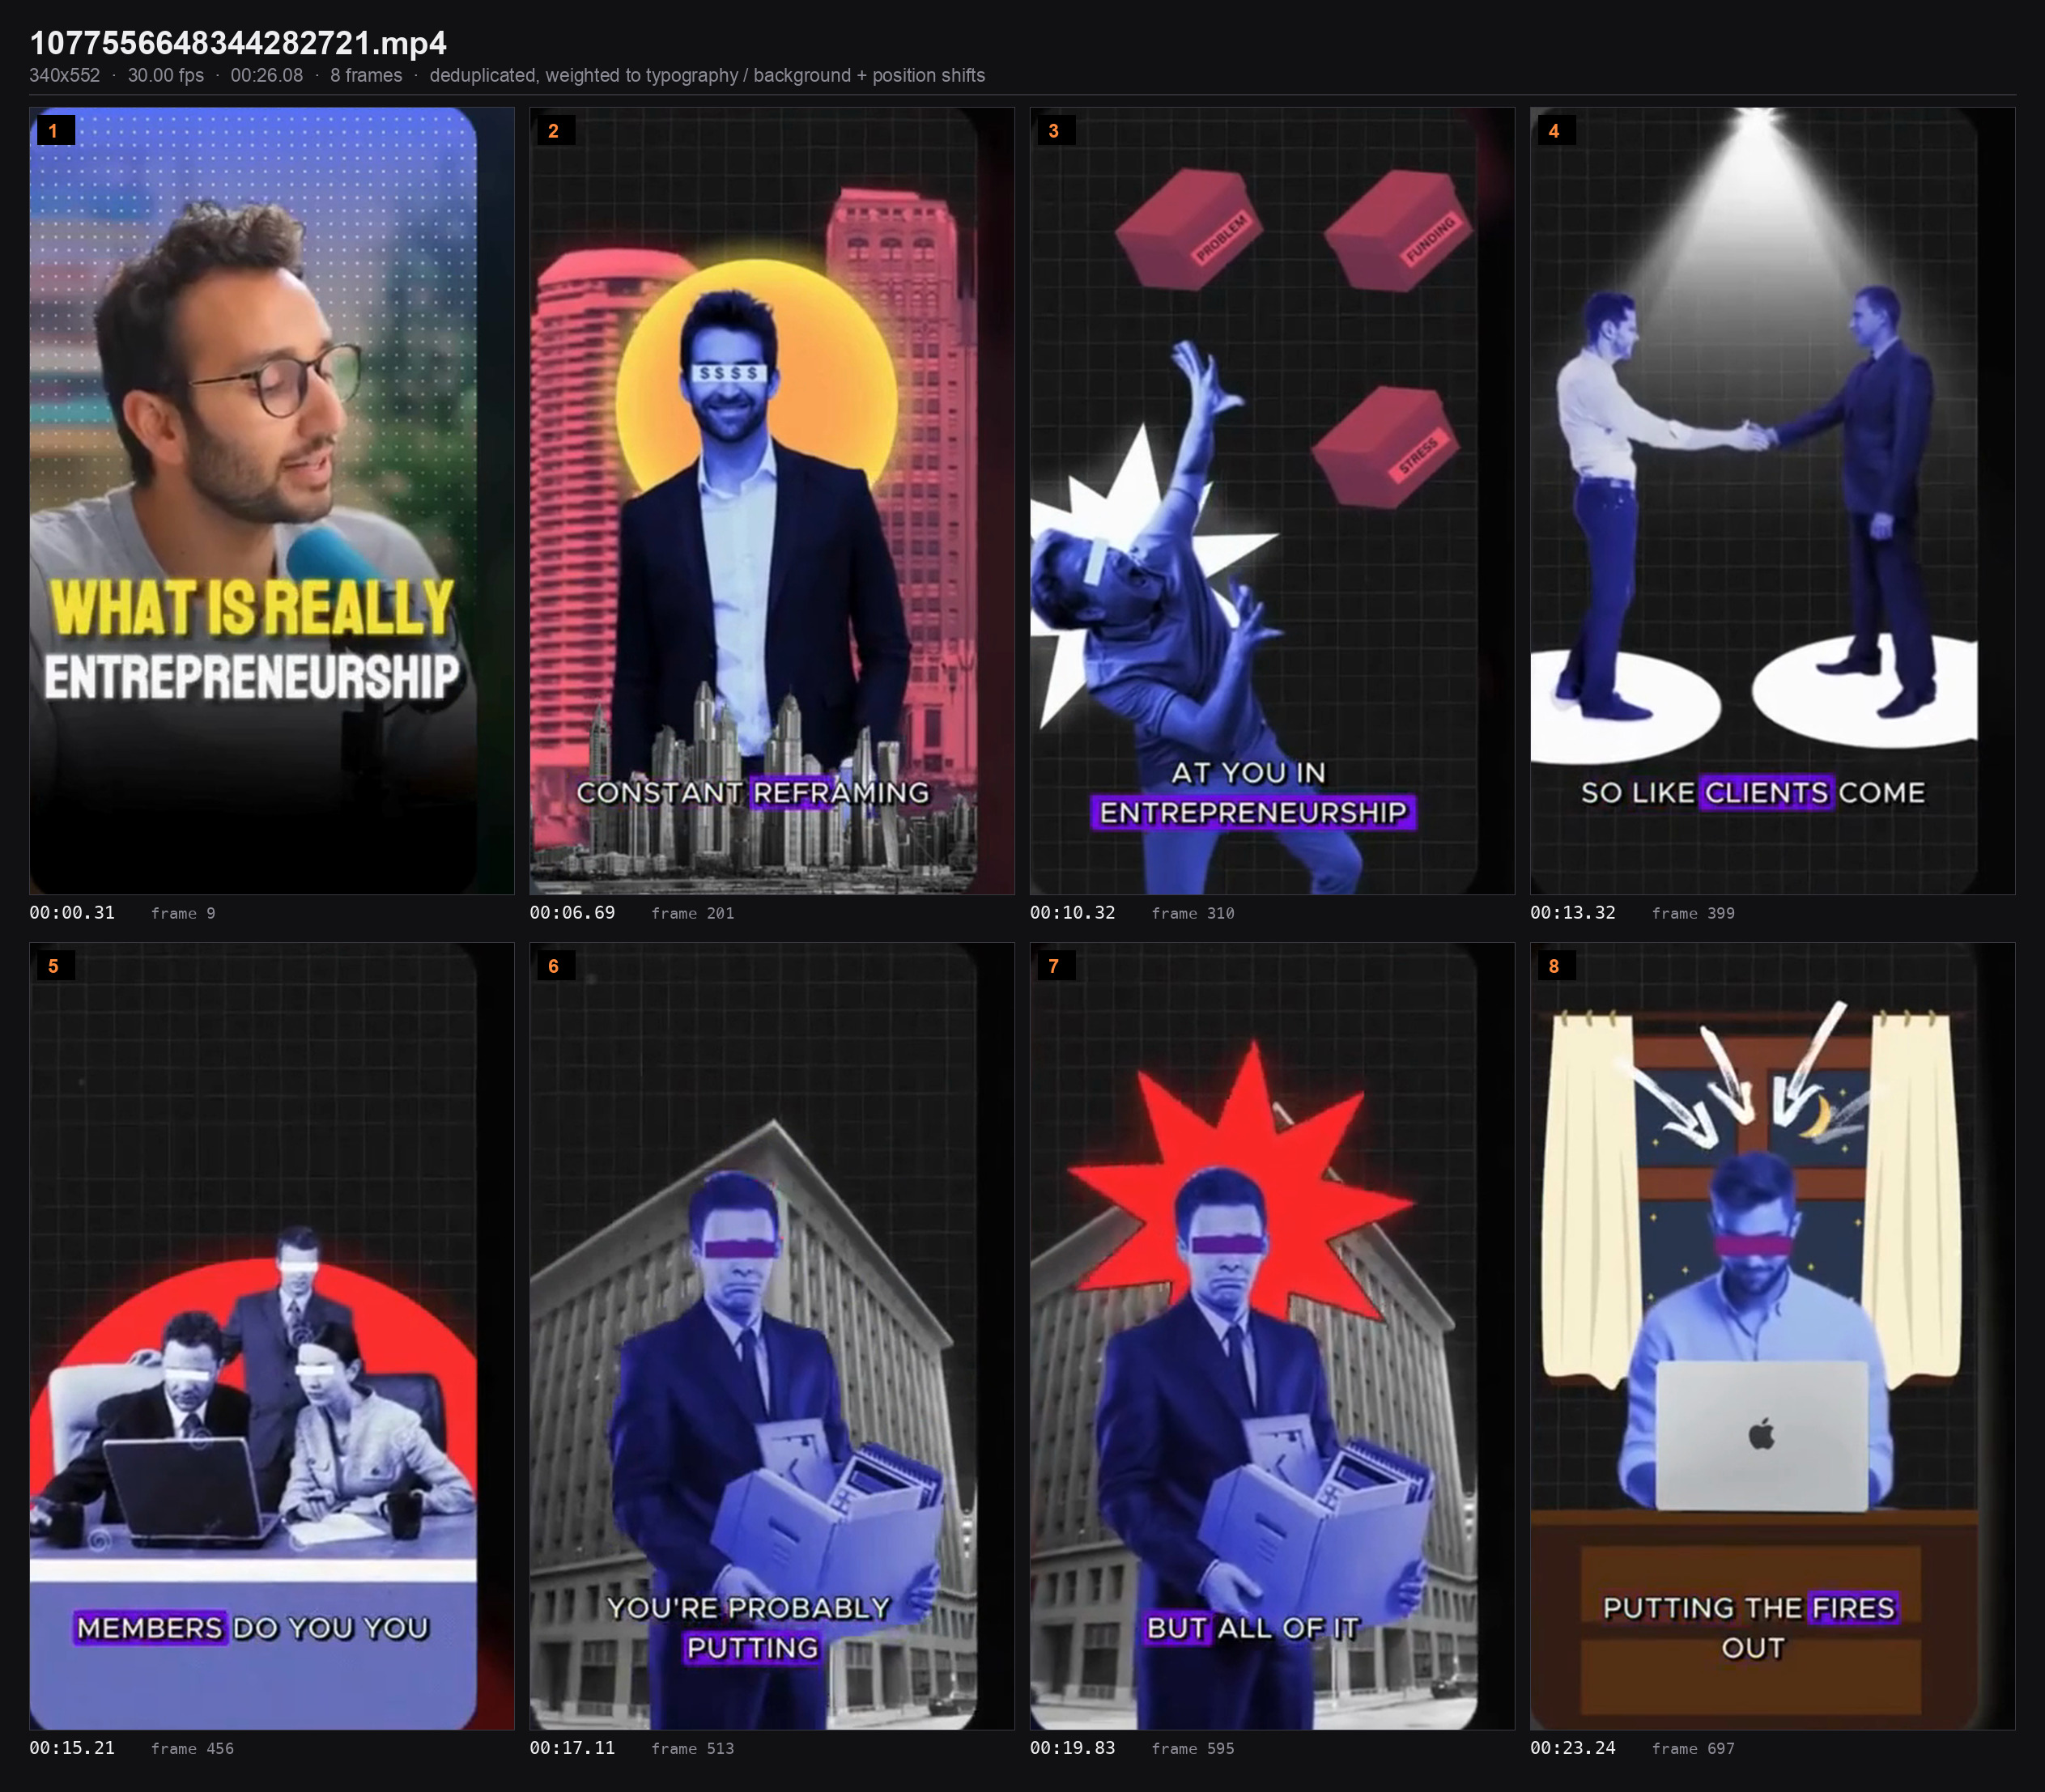 1077556648344282721.mp4
340x552 · 30.00 fps · 00:26.08 · 8 frames · deduplicated, weighted to typography / background + position shifts
1
WHAT IS REALLY
ENTREPRENEURSHIP
00:00.31 frame 9
2
$$$$
CONSTANT REFRAMING
00:06.69 frame 201
3
PROBLEM
FUNDING
STRESS
AT YOU IN
ENTREPRENEURSHIP
00:10.32 frame 310
4
SO LIKE CLIENTS COME
00:13.32 frame 399
5
MEMBERS DO YOU YOU
00:15.21 frame 456
6
YOU'RE PROBABLY
PUTTING
00:17.11 frame 513
7
BUT ALL OF IT
00:19.83 frame 595
8
PUTTING THE FIRES
OUT
00:23.24 frame 697